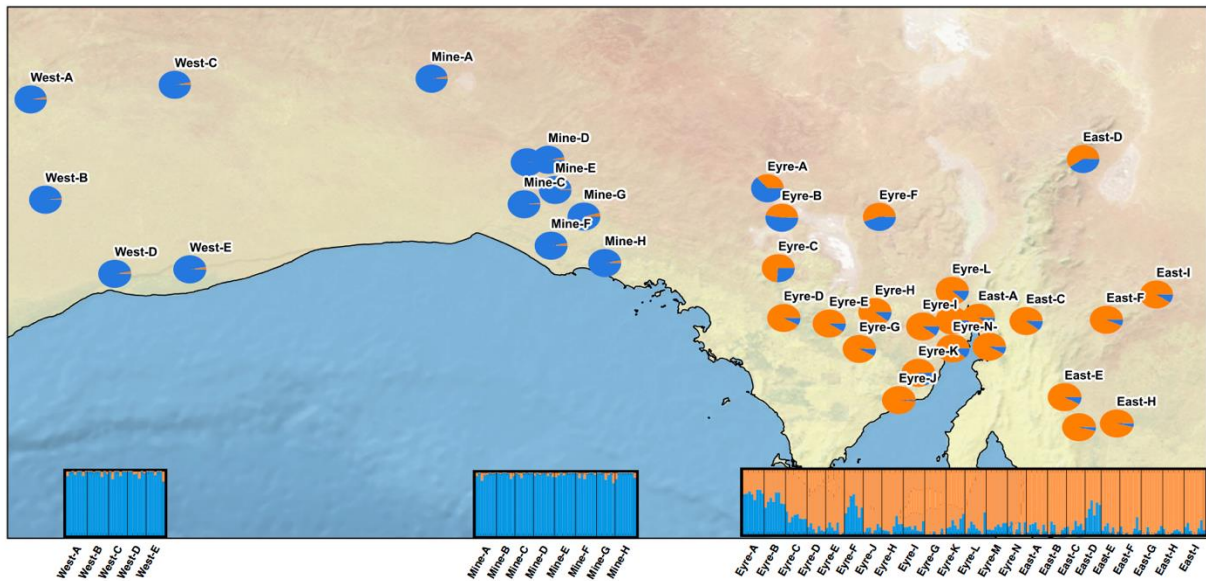 West-A
West-C
Mine-A
West-B
West-D
West-E
Mine-D
Mine-E
Mine-C
Mine-G
Mine-F
Mine-H
Eyre-A
Eyre-B
Eyre-F
East-D
Eyre-C
Eyre-L
East-I
Eyre-D
Eyre-E
Eyre-H
Eyre-I
East-A
East-C
East-F
Eyre-G
Eyre-N-
Eyre-K
Eyre-J
East-E
East-H
West-A
West-B
West-C
West-D
West-E
Mine-A
Mine-B
Mine-C
Mine-D
Mine-E
Mine-F
Mine-G
Mine-H
Eyre-A
Eyre-B
Eyre-C
Eyre-D
Eyre-E
Eyre-F
Eyre-J
Eyre-H
Eyre-I
Eyre-G
Eyre-K
Eyre-L
Eyre-M
Eyre-N
East-A
East-B
East-C
East-D
East-E
East-F
East-G
East-H
East-I